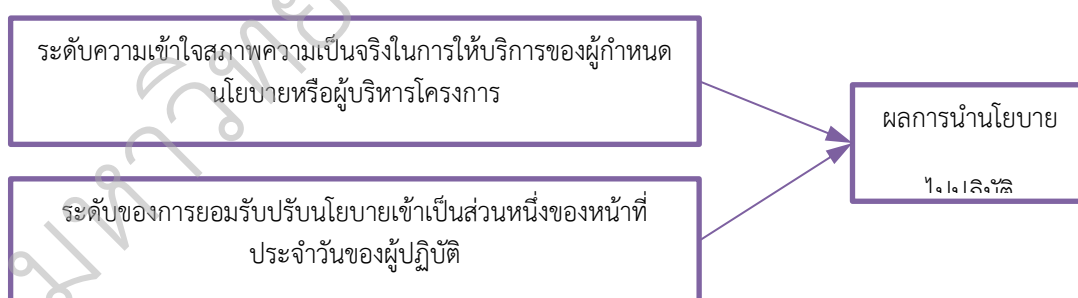 ระดับความเข้าใจสภาพความเป็นจริงในการให้บริการของผู้กำหนด
นโยบายหรือผู้บริหารโครงการ
ผลการนำนโยบาย
ไปปฏิบัติ
ระดับของการยอมรับปรับนโยบายเข้าเป็นส่วนหนึ่งของหน้าที่
ประจำวันของผู้ปฏิบัติ